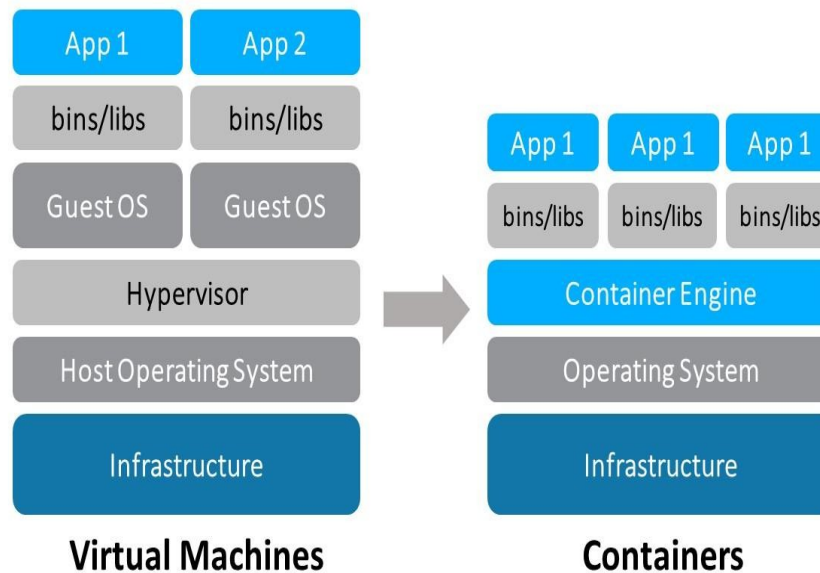 App 1
App 2
bins/libs
bins/libs
Guest OS
Guest OS
Hypervisor
Host Operating System
Infrastructure
Virtual Machines
App 1
App 1
App 1
bins/libs
bins/libs
bins/libs
Container Engine
Operating System
Infrastructure
Containers